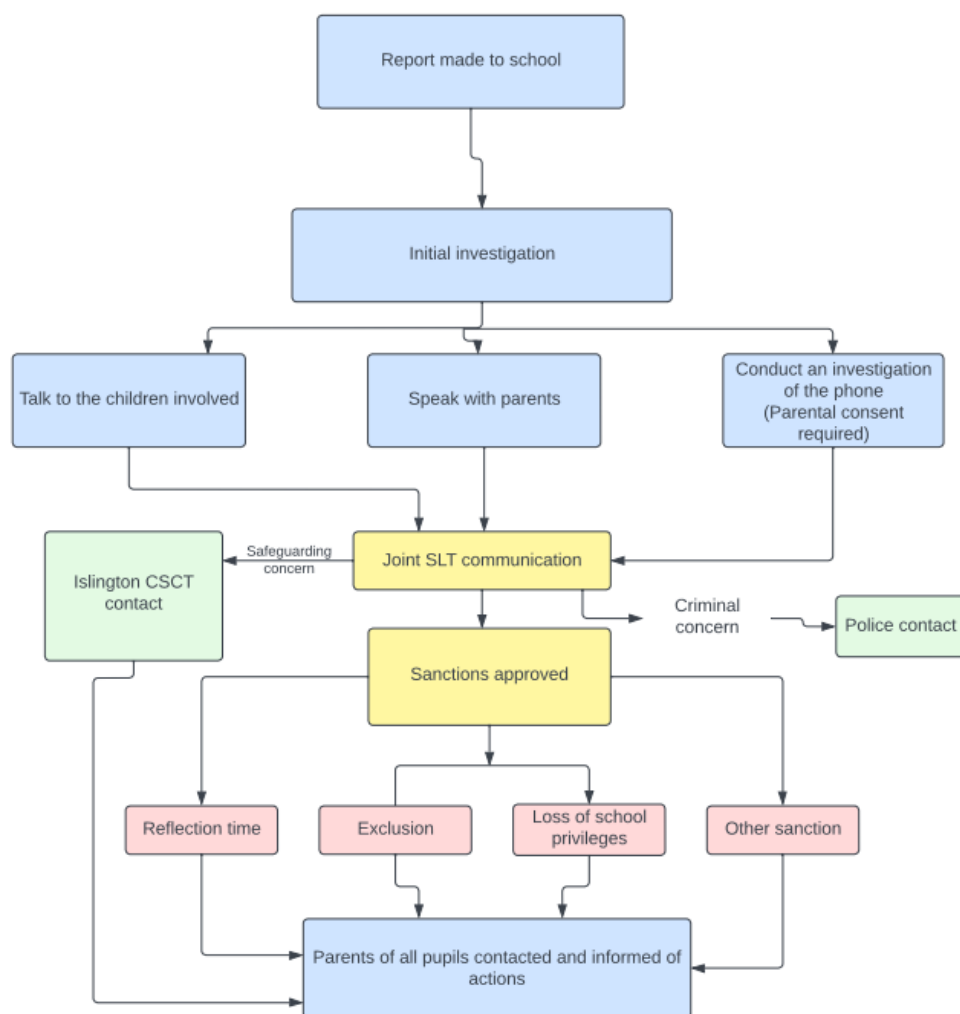 Report made to school
Initial investigation
Talk to the children involved
Speak with parents
Conduct an investigation
of the phone
(Parental consent
required)
Safeguarding
concern
Joint SLT communication
Islington CSCT
contact
Criminal
concern
Police contact
Sanctions approved
Reflection time
Exclusion
Loss of school
privileges
Other sanction
Parents of all pupils contacted and informed of
actions